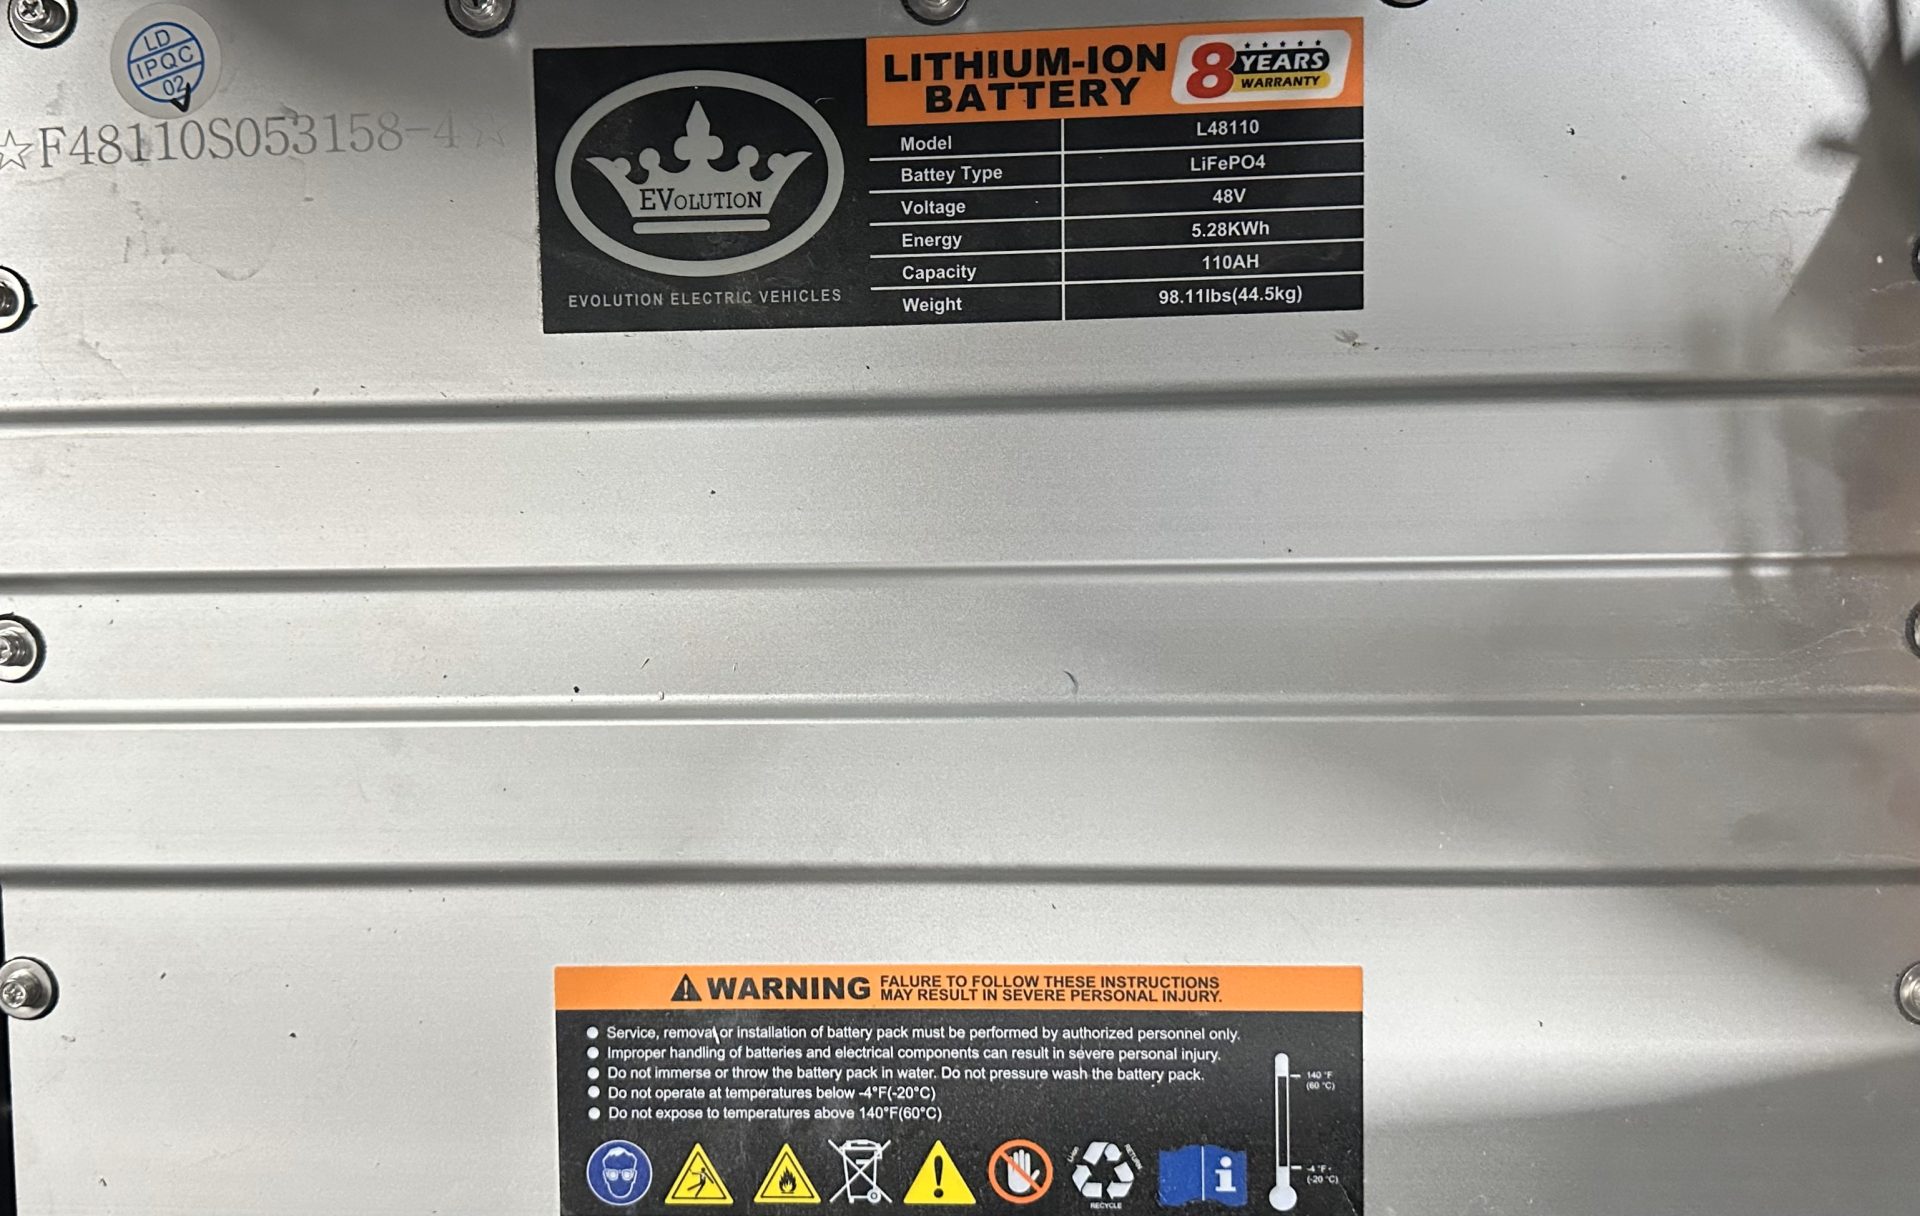 LD
IPQC
02
☆F48110S053158-4☆
EVOLUTION
EVOLUTION ELECTRIC VEHICLES
LITHIUM-ION
BATTERY
8 YEARS
WARRANTY
Model L48110
Battey Type LiFePO4
Voltage 48V
Energy 5.28KWh
Capacity 110AH
Weight 98.11lbs(44.5kg)
WARNING FALURE TO FOLLOW THESE INSTRUCTIONS
MAY RESULT IN SEVERE PERSONAL INJURY.
● Service, removal or installation of battery pack must be performed by authorized personnel only.
● Improper handling of batteries and electrical components can result in severe personal injury.
● Do not immerse or throw the battery pack in water. Do not pressure wash the battery pack.
● Do not operate at temperatures below -4°F(-20°C)
● Do not expose to temperatures above 140°F(60°C)
140 °F
(60 °C)
-4 °F
(-20 °C)
Li-ion
RETURN
RECYCLE
i